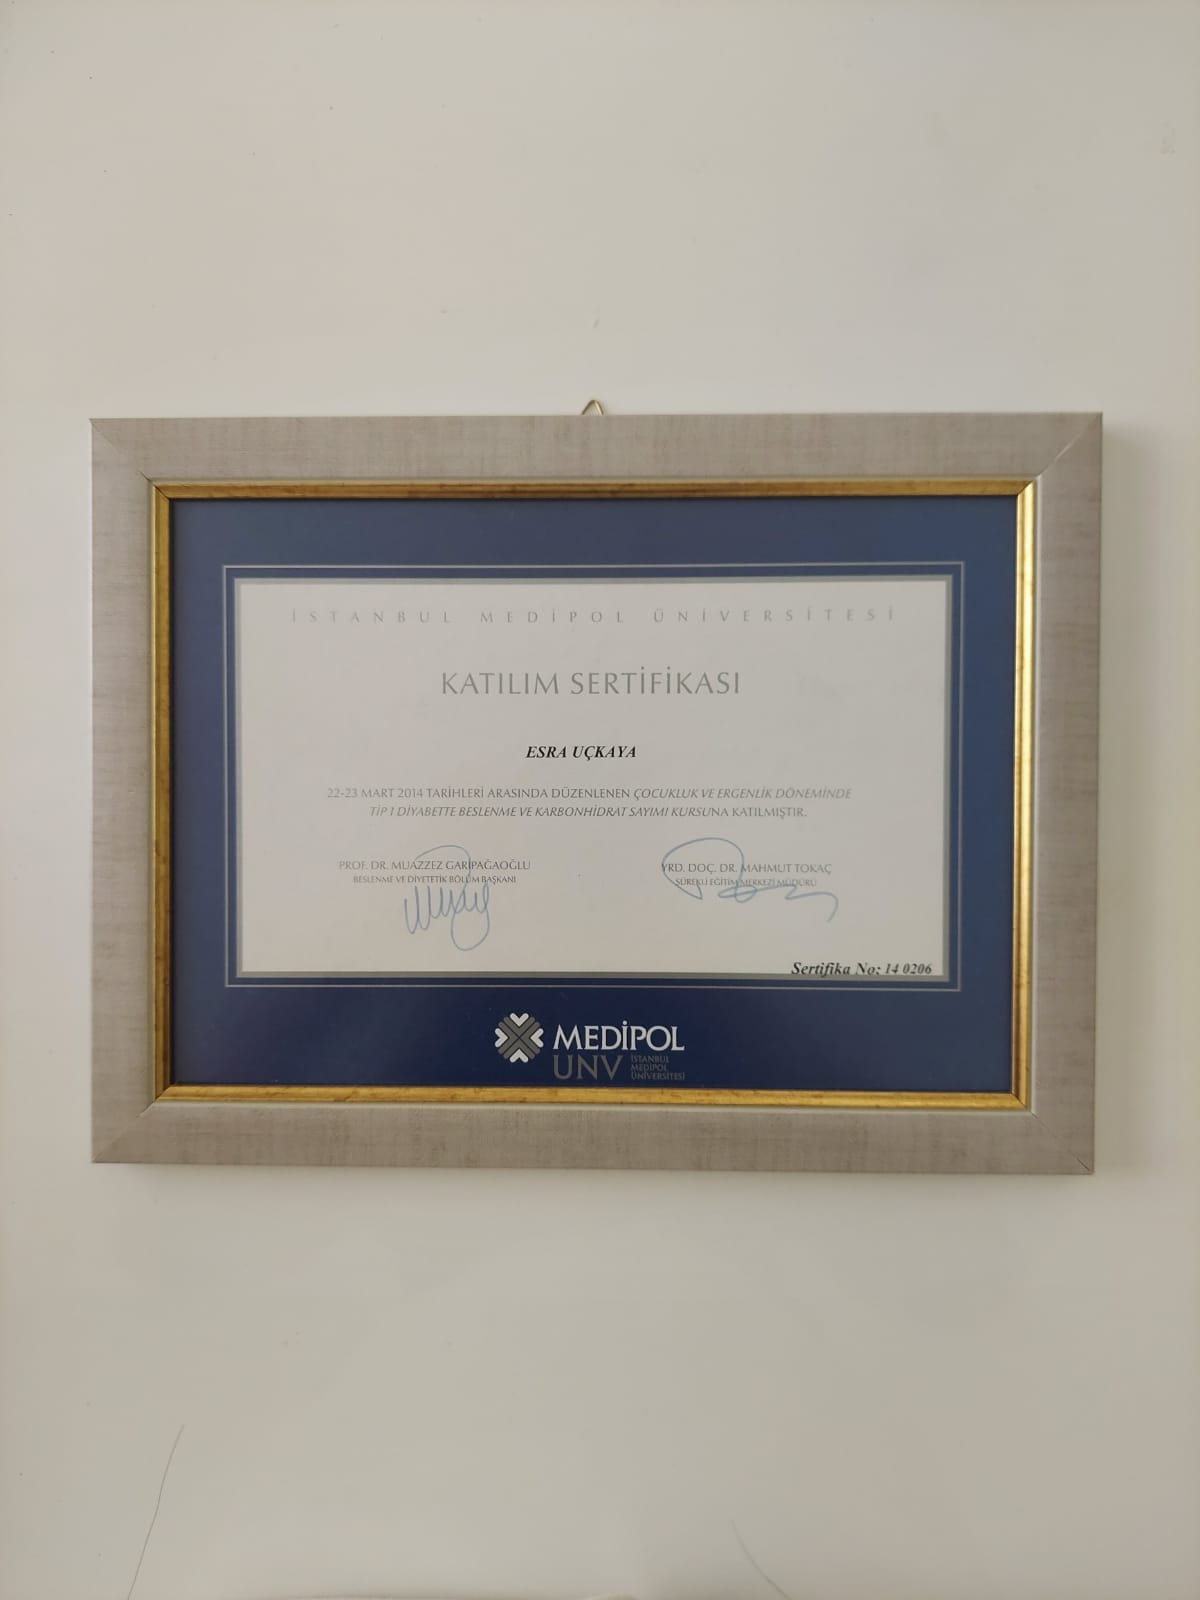 İSTANBUL MEDİPOL ÜNİVERSİTESİ
KATILIM SERTİFİKASI
ESRA UÇKAYA
22-23 MART 2014 TARİHLERİ ARASINDA DÜZENLENEN ÇOCUKLUK VE ERGENLİK DÖNEMİNDE
TİP 1 DİYABETTE BESLENME VE KARBONHİDRAT SAYIMI KURSUNA KATILMIŞTIR.
PROF. DR. MUAZZEZ GARİPAĞAOĞLU
BESLENME VE DİYETETİK BÖLÜM BAŞKANI
YRD. DOÇ. DR. MAHMUT TOKAÇ
SÜREKLİ EĞİTİM MERKEZİ MÜDÜRÜ
Sertifika No: 14 0206
MEDİPOL
UNV
İSTANBUL
MEDİPOL
ÜNİVERSİTESİ